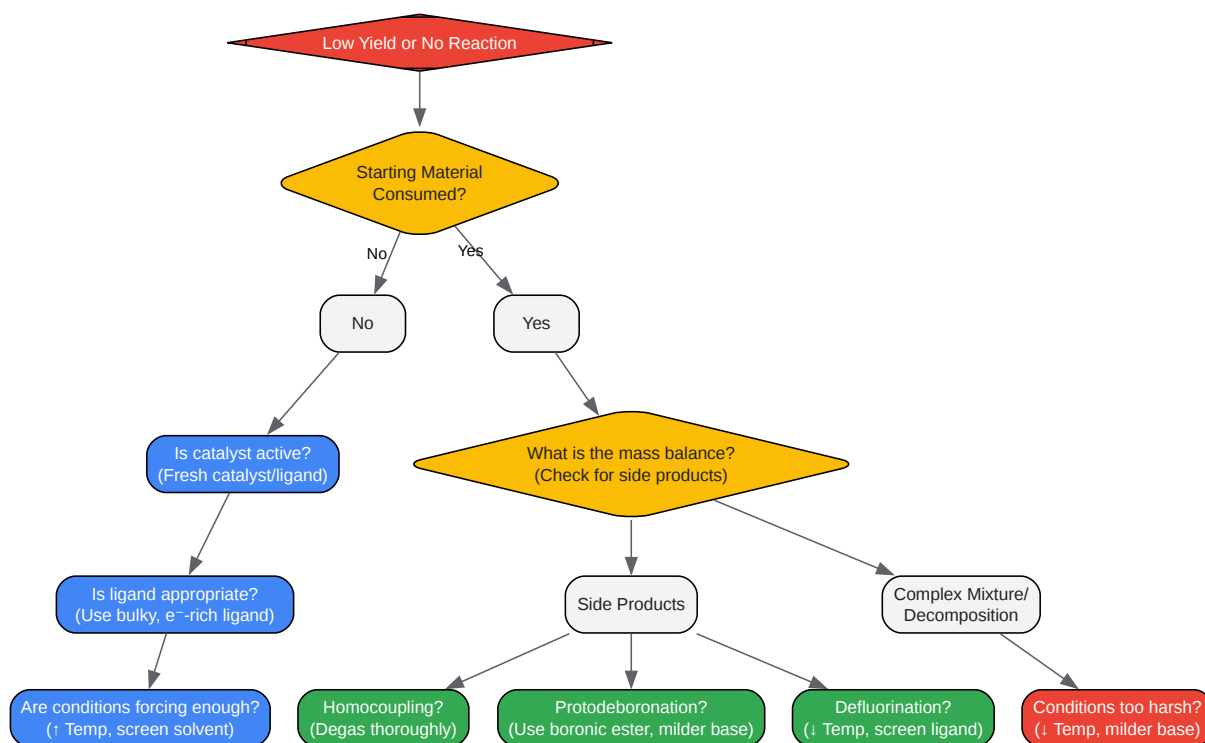 Low Yield or No Reaction
Starting Material
Consumed?
No
Yes
No
Yes
What is the mass balance?
(Check for side products)
Is catalyst active?
(Fresh catalyst/ligand)
Is ligand appropriate?
(Use bulky, e⁻-rich ligand)
Side Products
Complex Mixture/
Decomposition
Are conditions forcing enough?
(↑ Temp, screen solvent)
Homocoupling?
(Degas thoroughly)
Protodeboronation?
(Use boronic ester, milder base)
Defluorination?
(↓ Temp, screen ligand)
Conditions too harsh?
(↓ Temp, milder base)